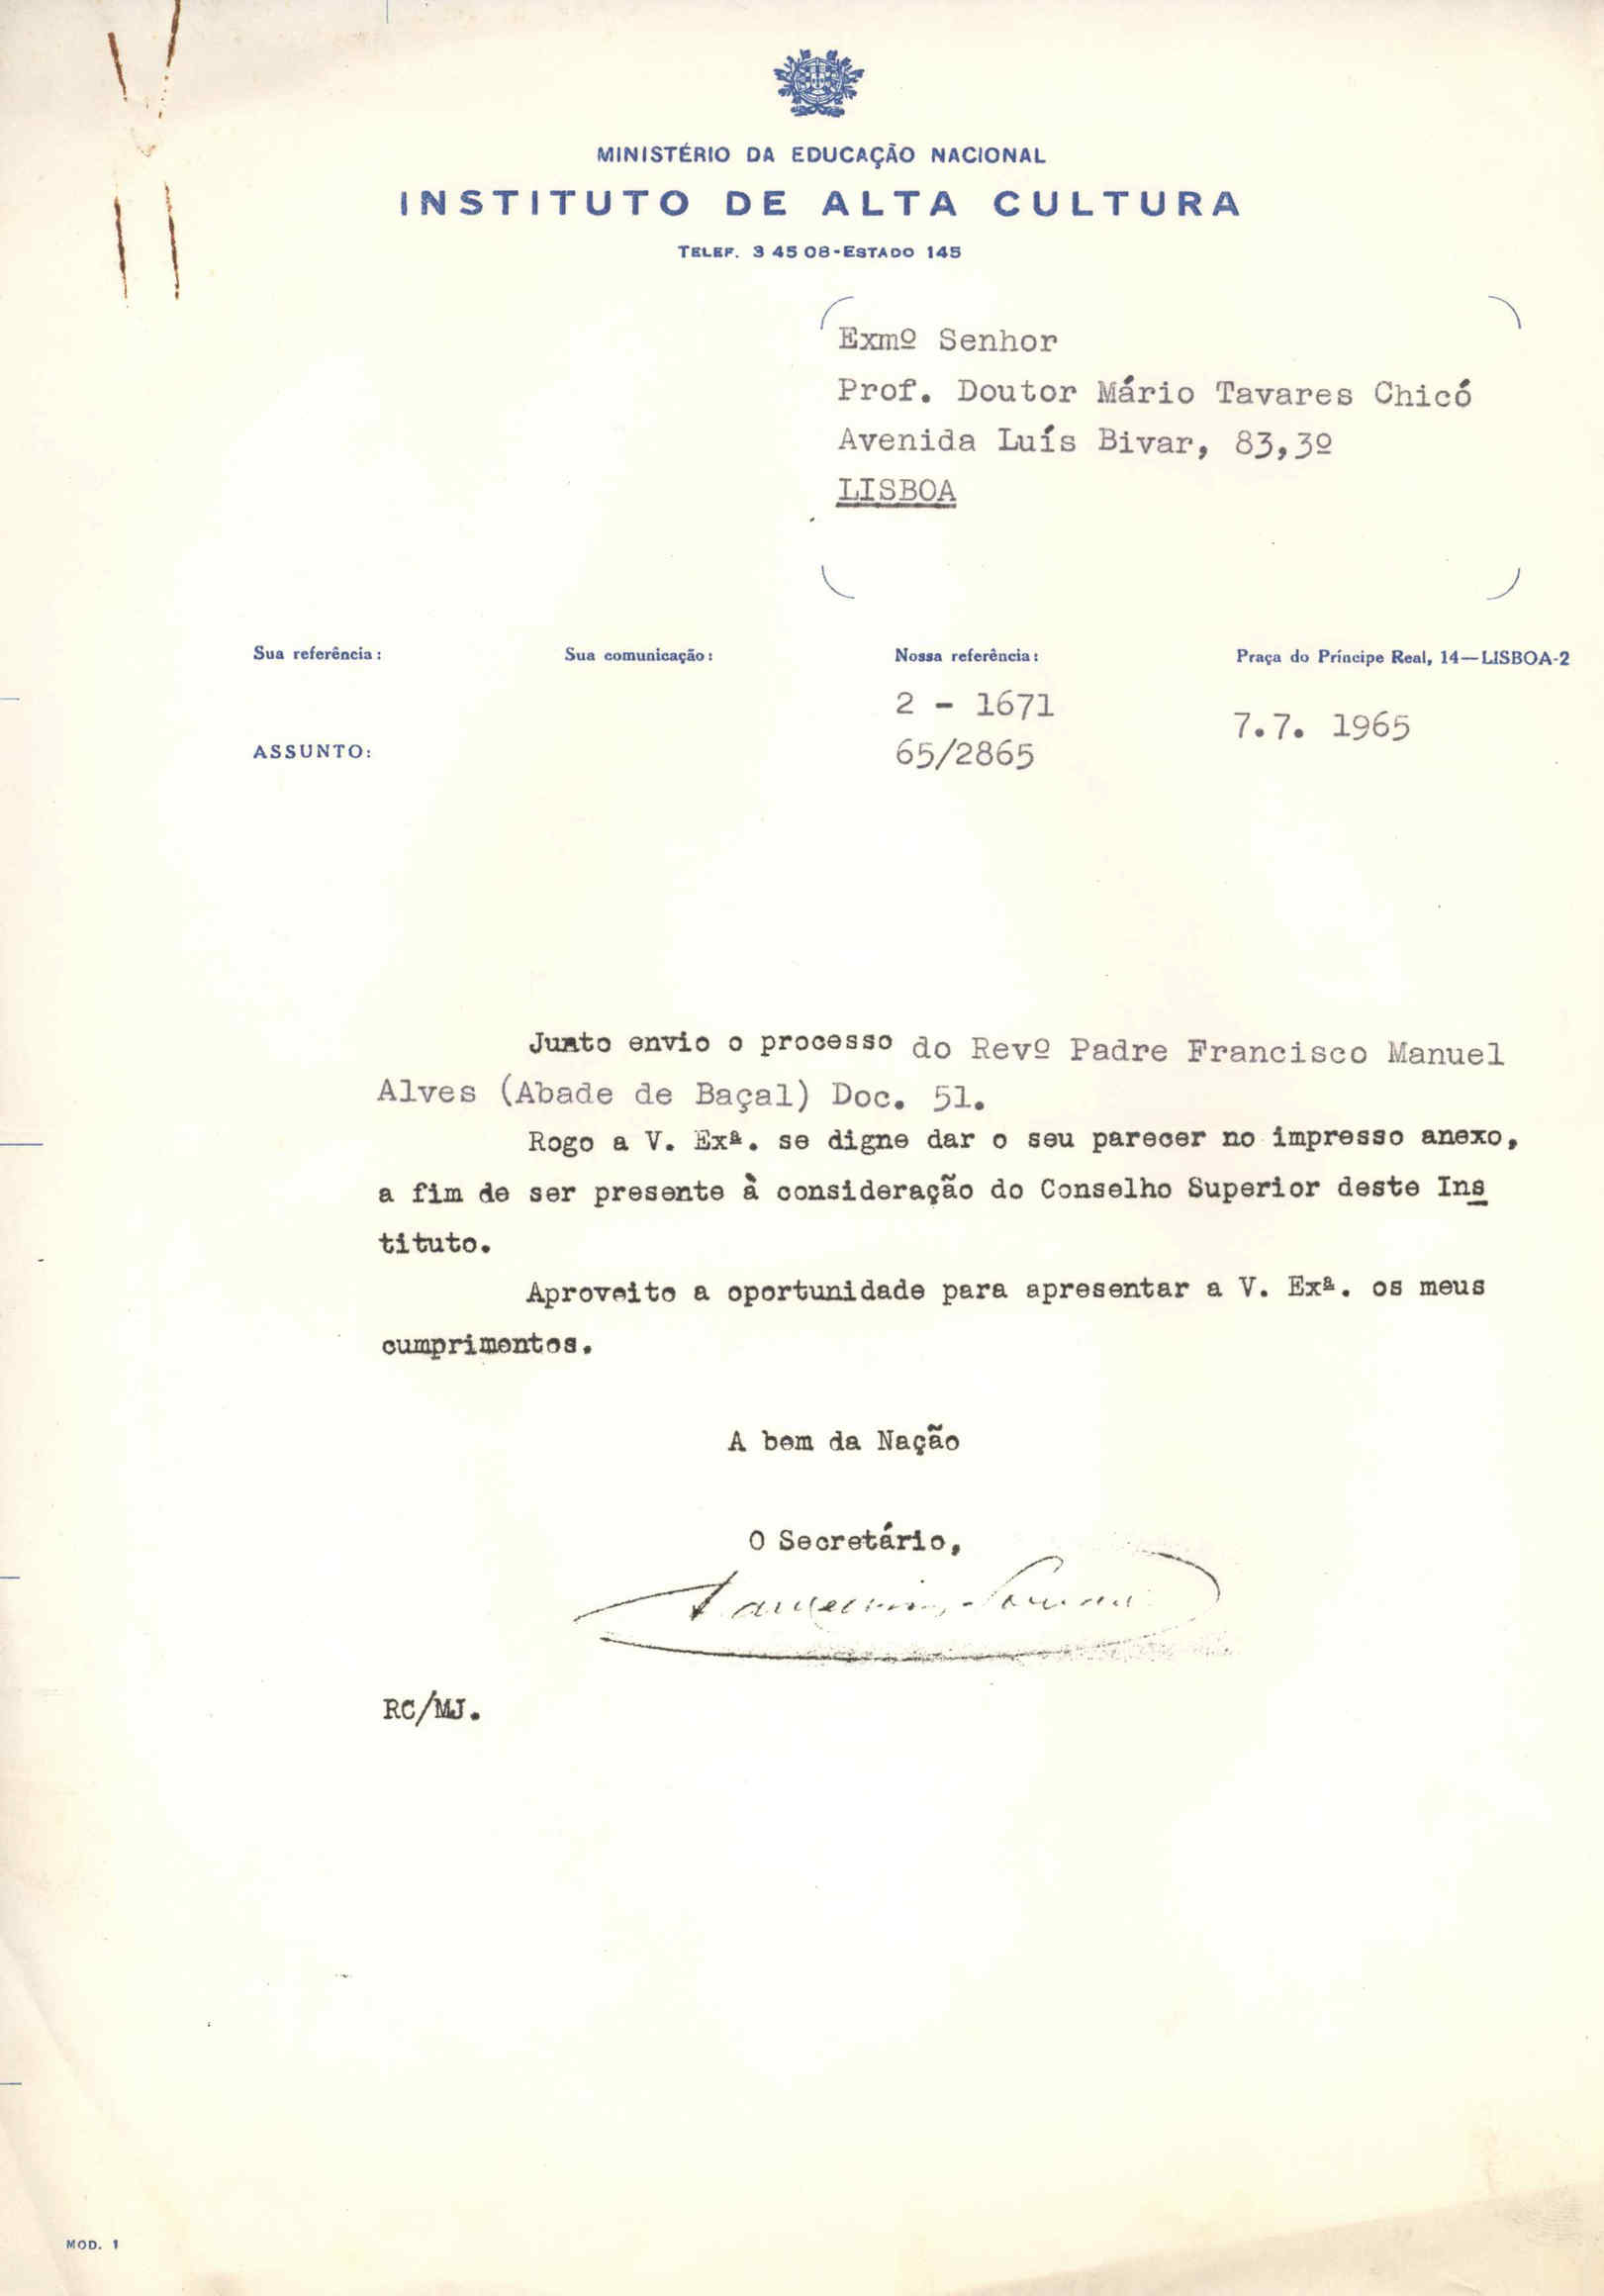 MINISTÉRIO DA EDUCAÇÃO NACIONAL
INSTITUTO DE ALTA CULTURA
TELEF. 3 45 08-ESTADO 145
Exmº Senhor
Prof. Doutor Mário Tavares Chicó
Avenida Luís Bivar, 83,3º
LISBOA
Sua referência:
Sua comunicação:
Nossa referência:
Praça do Príncipe Real, 14—LISBOA-2
2 - 1671
7.7. 1965
ASSUNTO:
65/2865
Junto envio o processo do Revº Padre Francisco Manuel
Alves (Abade de Baçal) Doc. 51.
Rogo a V. Exª. se digne dar o seu parecer no impresso anexo,
a fim de ser presente à consideração do Conselho Superior deste Ins
tituto.
Aproveito a oportunidade para apresentar a V. Exª. os meus
cumprimentos.
A bem da Nação
O Secretário,
RC/MJ.
MOD. 1